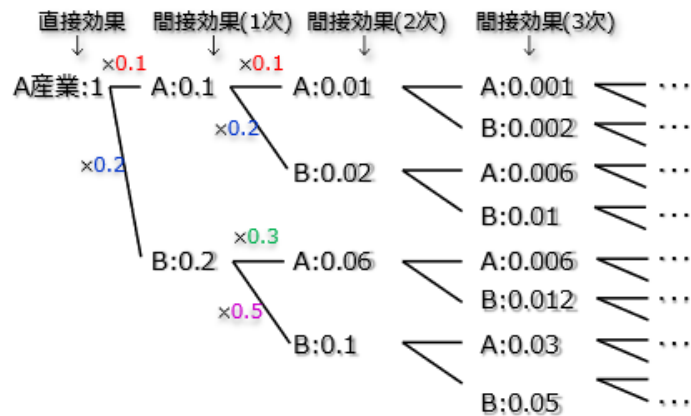 直接効果 間接効果(1次) 間接効果(2次) 間接効果(3次)
↓ ↓ ↓ ↓
×0.1 ×0.1
A産業:1 A:0.1 A:0.01 A:0.001 …
×0.2 B:0.002 …
×0.2 B:0.02 A:0.006 …
B:0.01 …
×0.3
B:0.2 A:0.06 A:0.006 …
×0.5 B:0.012 …
B:0.1 A:0.03 …
B:0.05 …